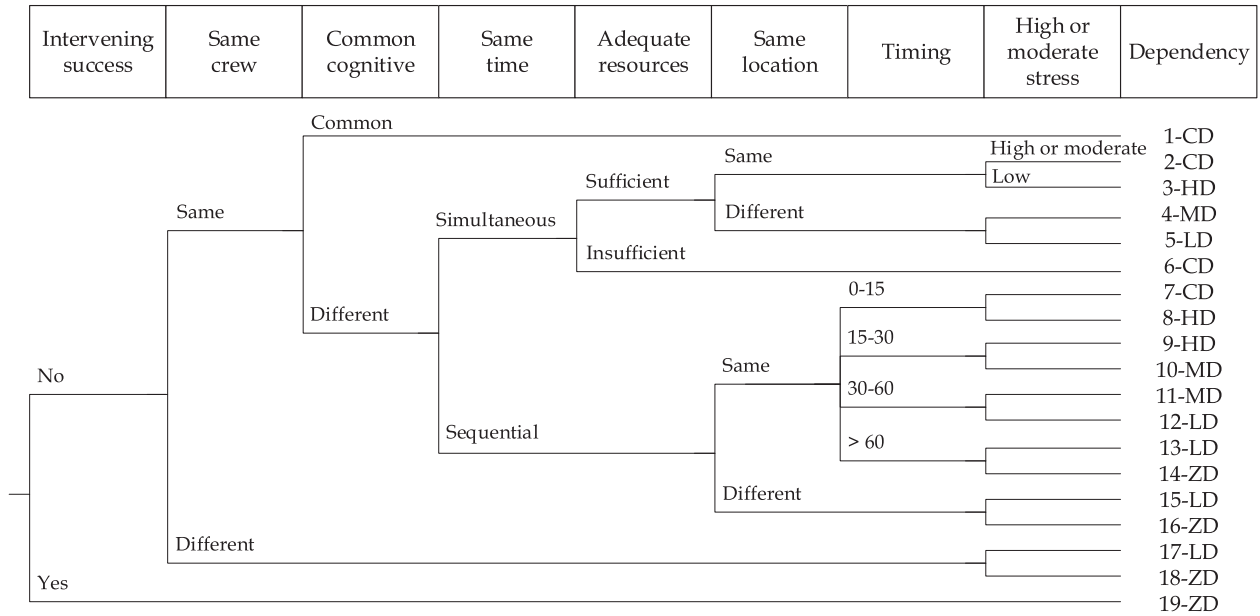 Intervening
success
Same
crew
Common
cognitive
Same
time
Adequate
resources
Same
location
Timing
High or
moderate
stress
Dependency
Common
1-CD
High or moderate
Same
2-CD
Low
Sufficient
3-HD
Same
Different
4-MD
Simultaneous
5-LD
Insufficient
6-CD
0-15
7-CD
Different
8-HD
15-30
9-HD
Same
10-MD
No
30-60
11-MD
12-LD
Sequential
> 60
13-LD
14-ZD
Different
15-LD
16-ZD
Different
17-LD
Yes
18-ZD
19-ZD